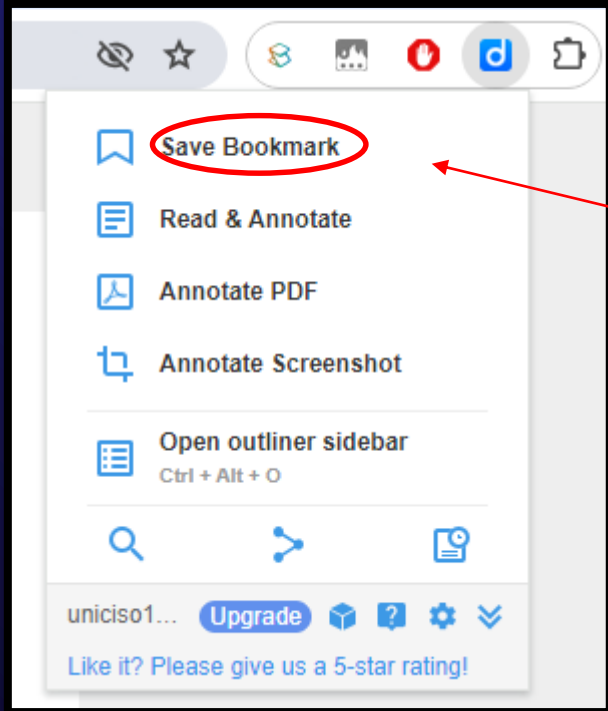 Save Bookmark
Read & Annotate
Annotate PDF
Annotate Screenshot
Open outliner sidebar
Ctrl + Alt + O
uniciso1... Upgrade
Like it? Please give us a 5-star rating!